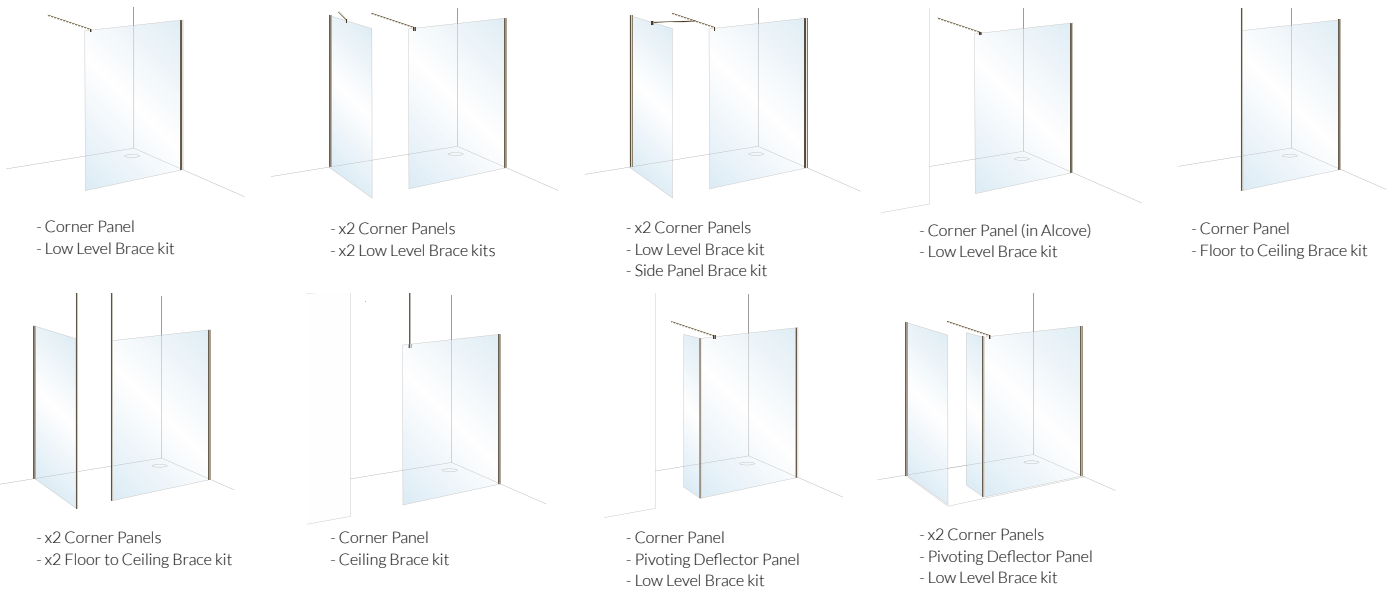 - Corner Panel
- Low Level Brace kit
- x2 Corner Panels
- x2 Low Level Brace kits
- x2 Corner Panels
- Low Level Brace kit
- Side Panel Brace kit
- Corner Panel (in Alcove)
- Low Level Brace kit
- Corner Panel
- Floor to Ceiling Brace kit
- x2 Corner Panels
- x2 Floor to Ceiling Brace kit
- Corner Panel
- Ceiling Brace kit
- Corner Panel
- Pivoting Deflector Panel
- Low Level Brace kit
- x2 Corner Panels
- Pivoting Deflector Panel
- Low Level Brace kit